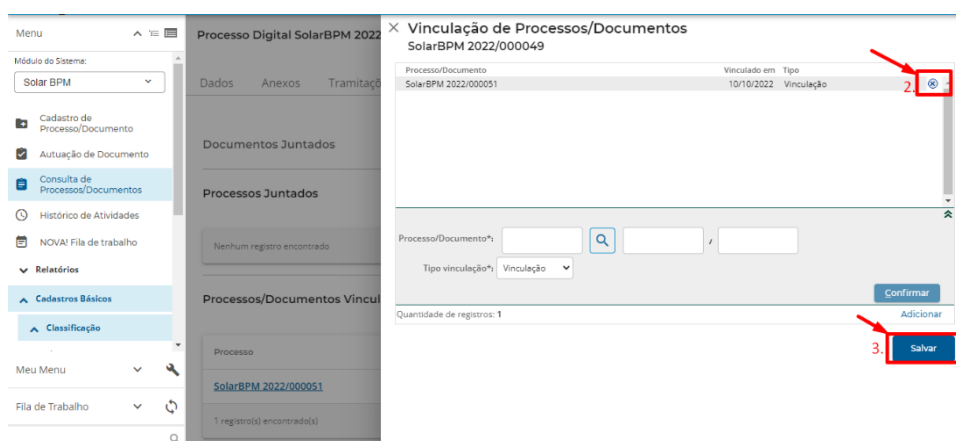 Menu
Módulo do Sistema:
Solar BPM
Cadastro de
Processo/Documento
Autuação de Documento
Consulta de
Processos/Documentos
Histórico de Atividades
NOVA! Fila de trabalho
Relatórios
Cadastros Básicos
Classificação
Meu Menu
Fila de Trabalho
Processo Digital SolarBPM 2022
Dados Anexos Tramitaçõ
Documentos Juntados
Processos Juntados
Nenhum registro encontrado
Processos/Documentos Vincul
Processo
SolarBPM 2022/000051
1 registro(s) encontrado(s)
Vinculação de Processos/Documentos
SolarBPM 2022/000049
Processo/Documento Vinculado em Tipo
SolarBPM 2022/000051 10/10/2022 Vinculação
2.
Processo/Documento*: /
Tipo vinculação*: Vinculação
Confirmar
Quantidade de registros: 1 Adicionar
3. Salvar